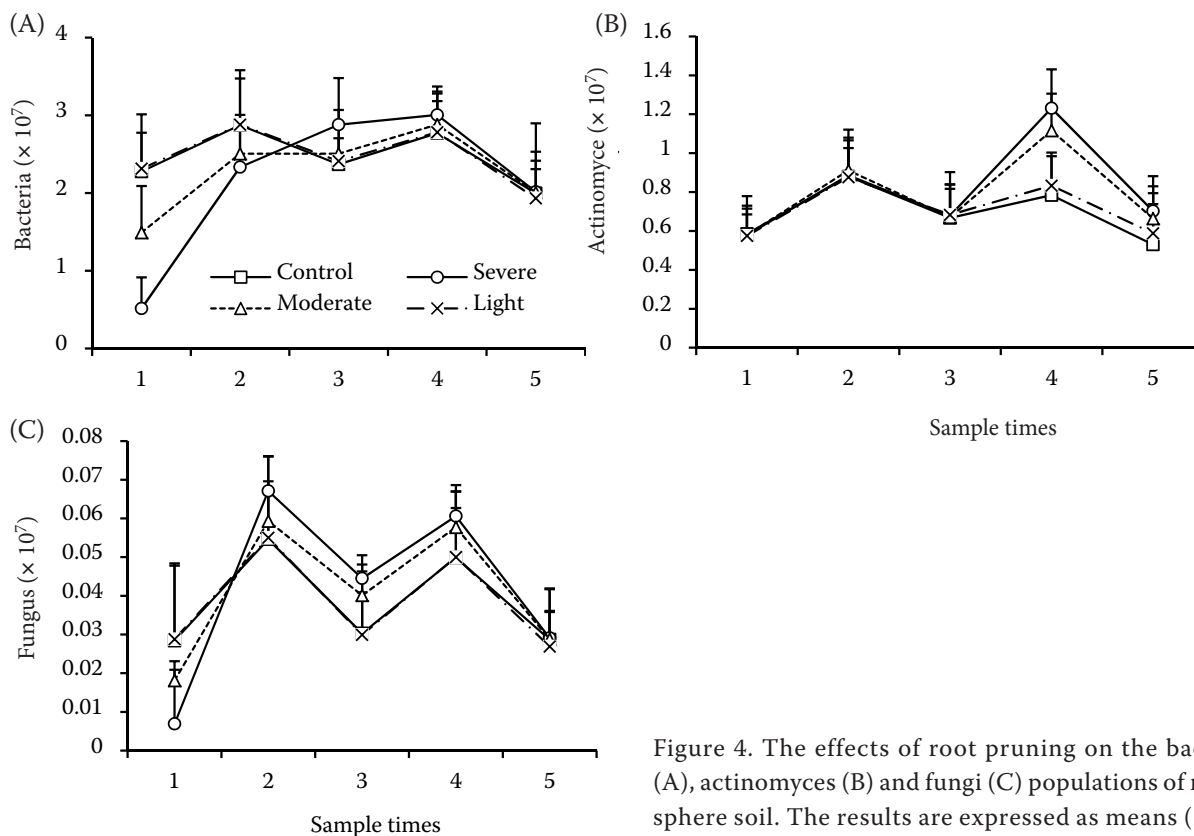 (A)
4
3
2
1
0
Bacteria (× 10⁷)
Control
Severe
Moderate
Light
1 2 3 4 5
(B)
1.6
1.4
1.2
1
0.8
0.6
0.4
0.2
0
Actinomyce (× 10⁷)
1 2 3 4 5
Sample times
(C)
0.08
0.07
0.06
0.05
0.04
0.03
0.02
0.01
0
Fungus (× 10⁷)
1 2 3 4 5
Sample times
Figure 4. The effects of root pruning on the
(A), actinomyces (B) and fungi (C) populations of
sphere soil. The results are expressed as means (